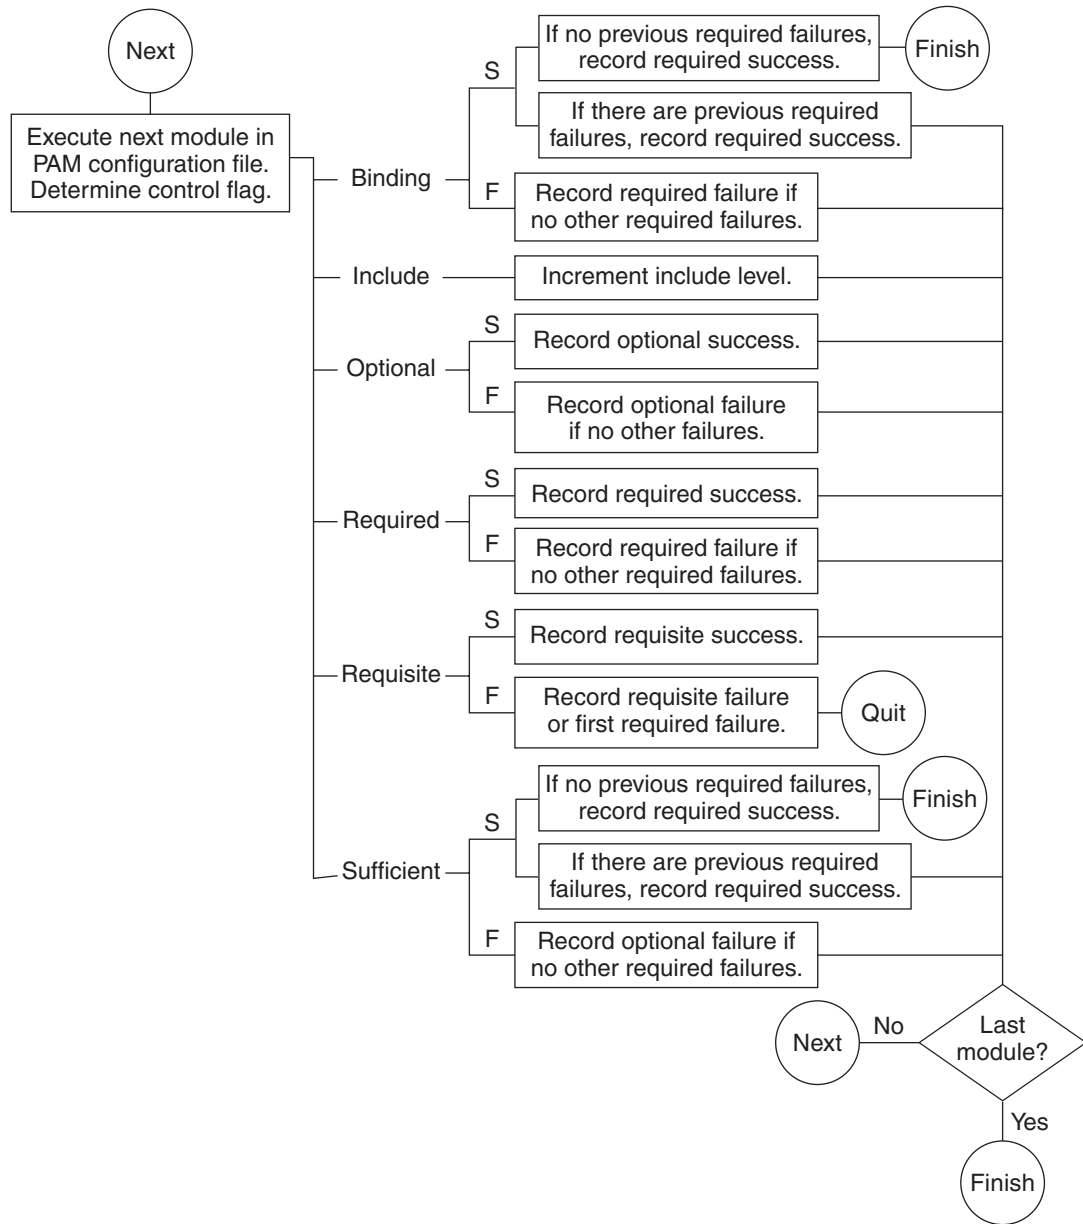 Next
Execute next module in
PAM configuration file.
Determine control flag.
Binding
S
If no previous required failures,
record required success.
Finish
If there are previous required
failures, record required success.
F
Record required failure if
no other required failures.
Include
Increment include level.
Optional
S
Record optional success.
F
Record optional failure
if no other failures.
Required
S
Record required success.
F
Record required failure if
no other required failures.
Requisite
S
Record requisite success.
F
Record requisite failure
or first required failure.
Quit
Sufficient
S
If no previous required failures,
record required success.
Finish
If there are previous required
failures, record required success.
F
Record optional failure if
no other required failures.
Last
module?
No
Next
Yes
Finish